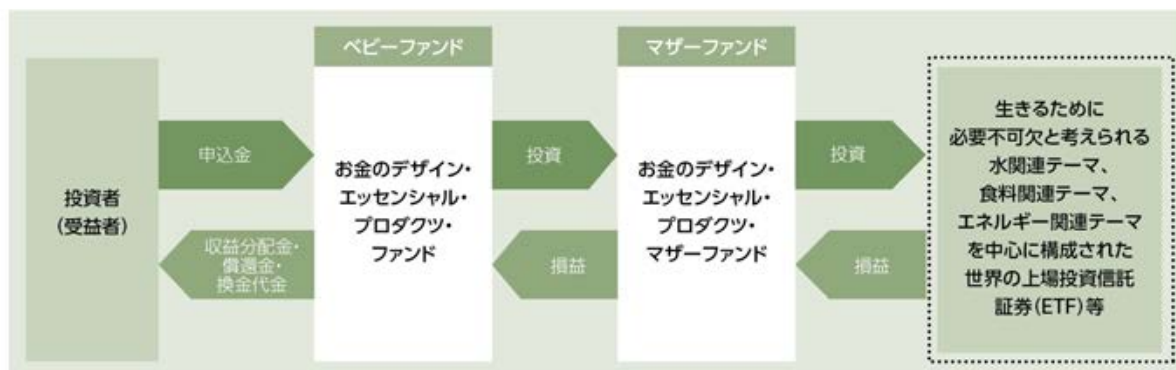 ベビーファンド
マザーファンド
投資者
(受益者)
申込金
収益分配金・
償還金・
換金代金
お金のデザイン・
エッセンシャル・
プロダクツ・
ファンド
投資
損益
お金のデザイン・
エッセンシャル・
プロダクツ・
マザーファンド
投資
損益
生きるために
必要不可欠と考えられる
水関連テーマ、
食料関連テーマ、
エネルギー関連テーマ
を中心に構成された
世界の上場投資信託
証券(ETF)等